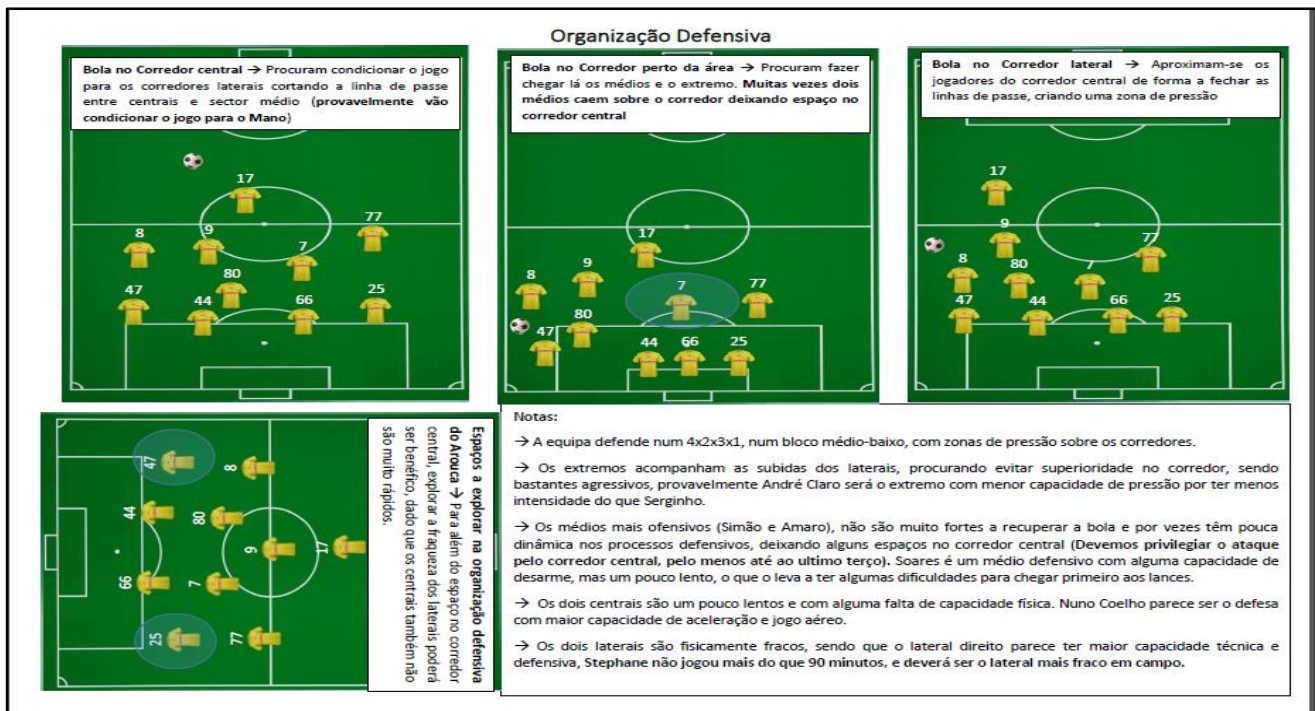 Organização Defensiva
Bola no Corredor central → Procuram condicionar o jogo
para os corredores laterais cortando a linha de passe
entre centrais e sector médio (provavelmente vão
condicionar o jogo para o Mano)
17
77
8
9
7
80
47
44
66
25
Bola no Corredor perto da área → Procuram fazer
chegar lá os médios e o extremo. Muitas vezes dois
médios caem sobre o corredor deixando espaço no
corredor central
17
9
8
7
77
80
47
44
66
25
Bola no Corredor lateral → Aproximam-se os
jogadores do corredor central de forma a fechar as
linhas de passe, criando uma zona de pressão
17
9
77
8
80
7
47
44
66
25
Espaços a explorar na organização defensiva
do Arouca → Para além do espaço no corredor
central, explorar a fraqueza dos laterais poderá
ser benéfico, dado que os centrais também não
são muito rápidos.
47
8
44
80
9
17
66
7
25
77
Notas:
→ A equipa defende num 4x2x3x1, num bloco médio-baixo, com zonas de pressão sobre os corredores.
→ Os extremos acompanham as subidas dos laterais, procurando evitar superioridade no corredor, sendo
bastantes agressivos, provavelmente André Claro será o extremo com menor capacidade de pressão por ter menos
intensidade do que Serginho.
→ Os médios mais ofensivos (Simão e Amaro), não são muito fortes a recuperar a bola e por vezes têm pouca
dinâmica nos processos defensivos, deixando alguns espaços no corredor central (Devemos privilegiar o ataque
pelo corredor central, pelo menos até ao ultimo terço). Soares é um médio defensivo com alguma capacidade de
desarme, mas um pouco lento, o que o leva a ter algumas dificuldades para chegar primeiro aos lances.
→ Os dois centrais são um pouco lentos e com alguma falta de capacidade física. Nuno Coelho parece ser o defesa
com maior capacidade de aceleração e jogo aéreo.
→ Os dois laterais são fisicamente fracos, sendo que o lateral direito parece ter maior capacidade técnica e
defensiva, Stephane não jogou mais do que 90 minutos, e deverá ser o lateral mais fraco em campo.